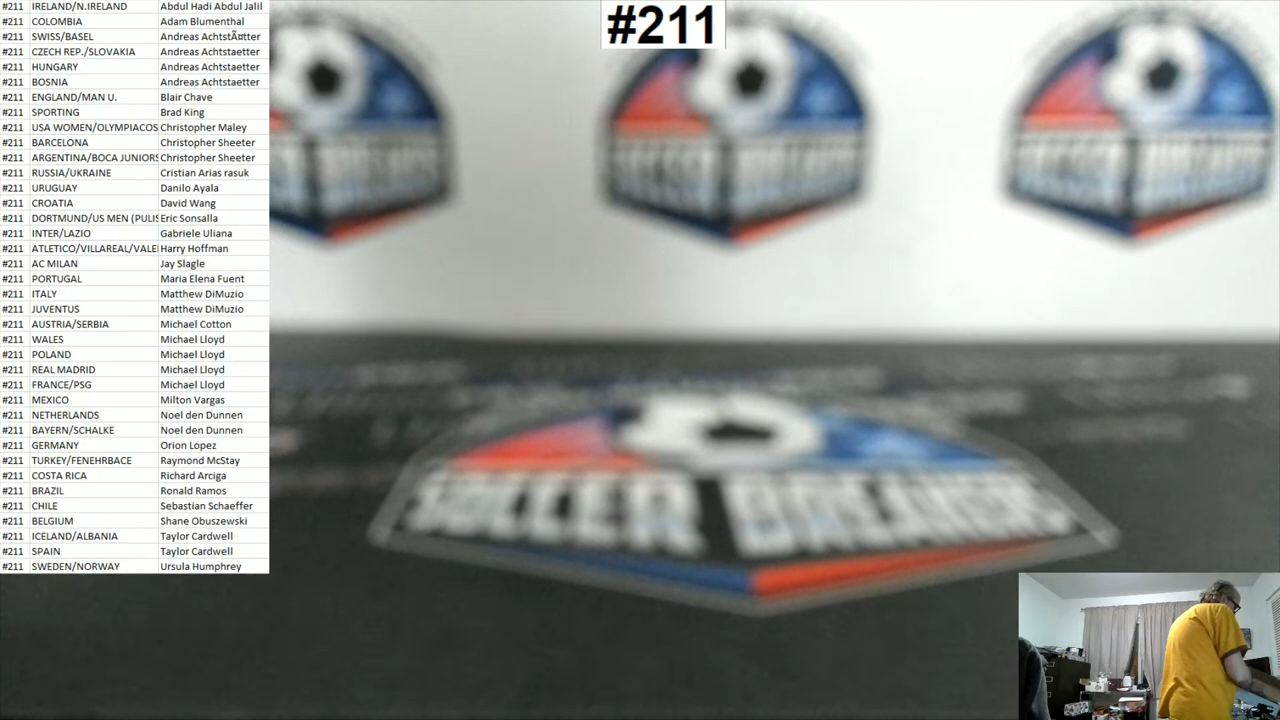 #211
#211 IRELAND/N.IRELAND Abdul Hadi Abdul Jalil
#211 COLOMBIA Adam Blumenthal
#211 SWISS/BASEL Andreas AchtstÃ¤tter
#211 CZECH REP./SLOVAKIA Andreas Achtstaetter
#211 HUNGARY Andreas Achtstaetter
#211 BOSNIA Andreas Achtstaetter
#211 ENGLAND/MAN U. Blair Chave
#211 SPORTING Brad King
#211 USA WOMEN/OLYMPIACOS Christopher Maley
#211 BARCELONA Christopher Sheeter
#211 ARGENTINA/BOCA JUNIORS Christopher Sheeter
#211 RUSSIA/UKRAINE Cristian Arias rasuk
#211 URUGUAY Danilo Ayala
#211 CROATIA David Wang
#211 DORTMUND/US MEN (PULIS Eric Sonsalla
#211 INTER/LAZIO Gabriele Uliana
#211 ATLETICO/VILLAREAL/VALE Harry Hoffman
#211 AC MILAN Jay Slagle
#211 PORTUGAL Maria Elena Fuent
#211 ITALY Matthew DiMuzio
#211 JUVENTUS Matthew DiMuzio
#211 AUSTRIA/SERBIA Michael Cotton
#211 WALES Michael Lloyd
#211 POLAND Michael Lloyd
#211 REAL MADRID Michael Lloyd
#211 FRANCE/PSG Michael Lloyd
#211 MEXICO Milton Vargas
#211 NETHERLANDS Noel den Dunnen
#211 BAYERN/SCHALKE Noel den Dunnen
#211 GERMANY Orion Lopez
#211 TURKEY/FENEHRBACE Raymond McStay
#211 COSTA RICA Richard Arciga
#211 BRAZIL Ronald Ramos
#211 CHILE Sebastian Schaeffer
#211 BELGIUM Shane Obuszewski
#211 ICELAND/ALBANIA Taylor Cardwell
#211 SPAIN Taylor Cardwell
#211 SWEDEN/NORWAY Ursula Humphrey
SOCCER BREAKERS
SOCCER BREAKERS
SOCCER BREAKERS